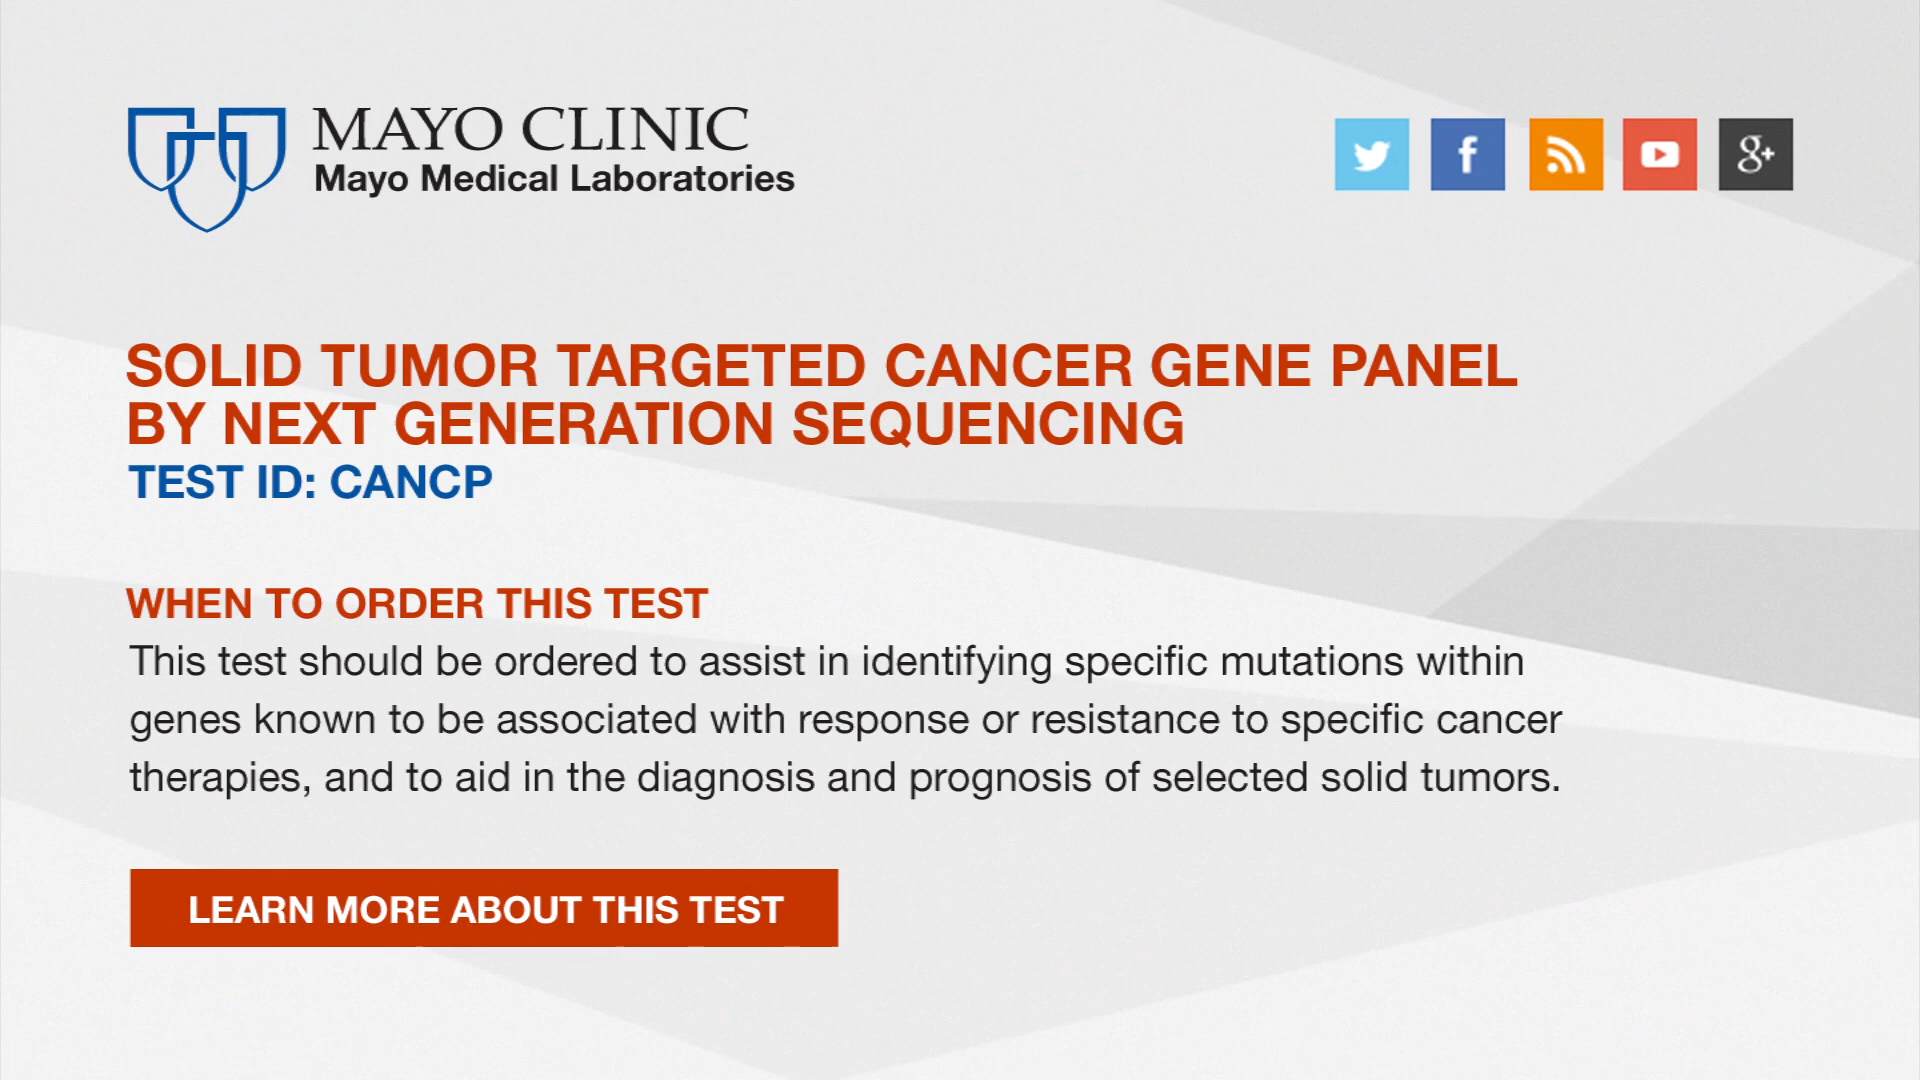 MAYO CLINIC
Mayo Medical Laboratories
f
g+
SOLID TUMOR TARGETED CANCER GENE PANEL
BY NEXT GENERATION SEQUENCING
TEST ID: CANCP
WHEN TO ORDER THIS TEST
This test should be ordered to assist in identifying specific mutations within
genes known to be associated with response or resistance to specific cancer
therapies, and to aid in the diagnosis and prognosis of selected solid tumors.
LEARN MORE ABOUT THIS TEST